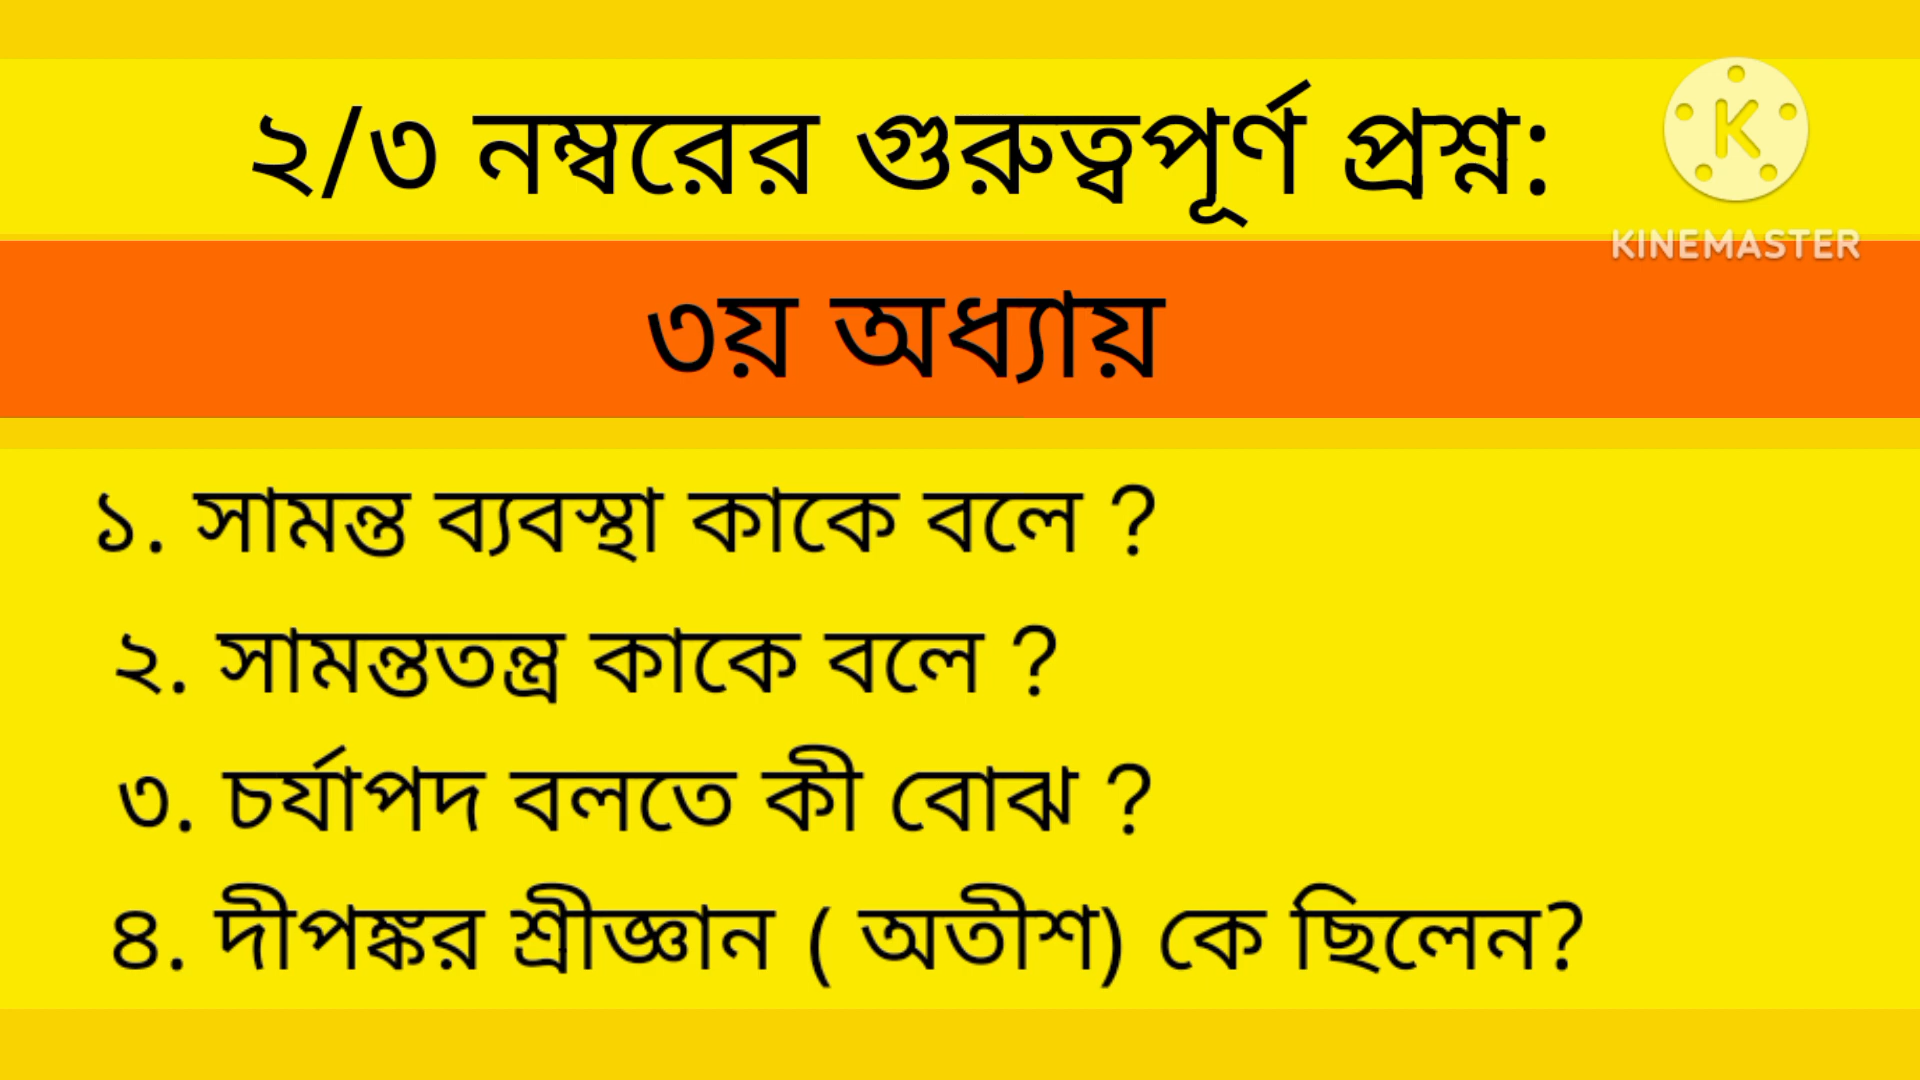 ২/৩ নম্বরের গুরুত্বপূর্ণ প্রশ্ন:
KINEMASTER
৩য় অধ্যায়
১. সামন্ত ব্যবস্থা কাকে বলে ?
২. সামন্ততন্ত্র কাকে বলে ?
৩. চর্যাপদ বলতে কী বোঝ ?
৪. দীপঙ্কর শ্রীজ্ঞান ( অতীশ) কে ছিলেন?